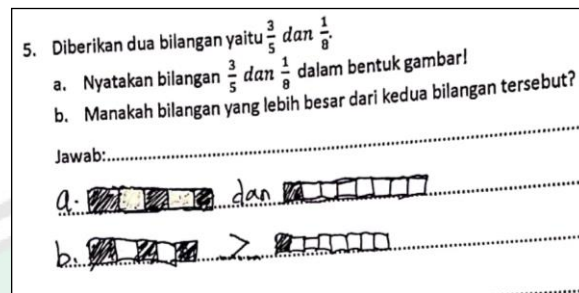 5. Diberikan dua bilangan yaitu 3/5 dan 1/8.
a. Nyatakan bilangan 3/5 dan 1/8 dalam bentuk gambar!
b. Manakah bilangan yang lebih besar dari kedua bilangan tersebut?
Jawab:
a. dan
b. >